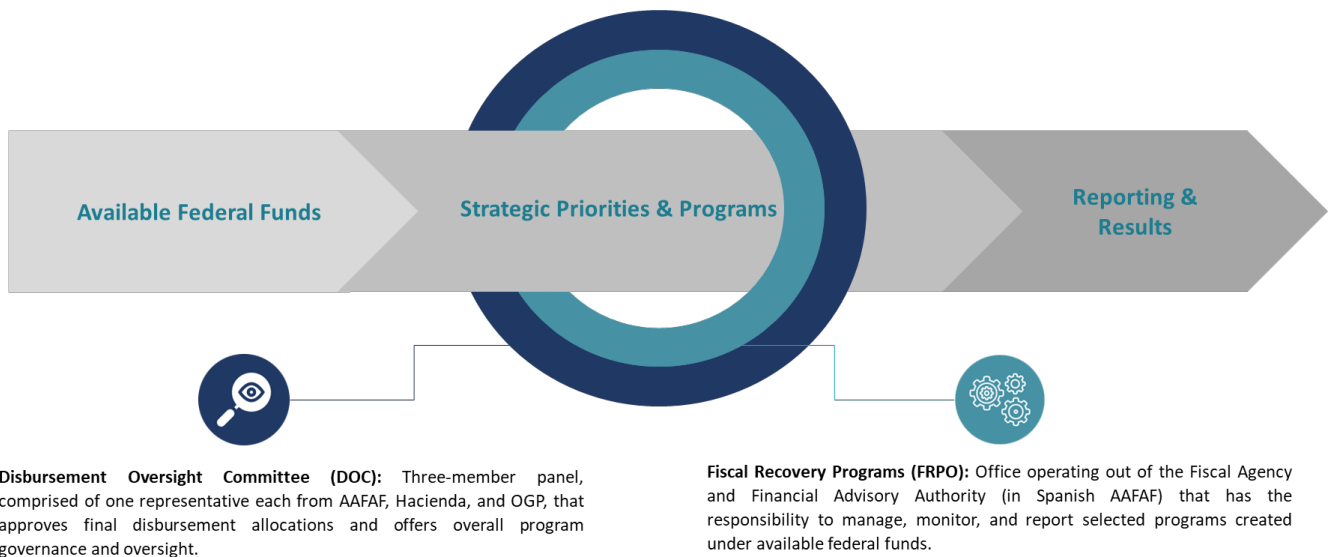 Available Federal Funds
Strategic Priorities & Programs
Reporting &
Results
Disbursement Oversight Committee (DOC): Three-member panel,
comprised of one representative each from AAFAF, Hacienda, and OGP, that
approves final disbursement allocations and offers overall program
governance and oversight.
Fiscal Recovery Programs (FRPO): Office operating out of the Fiscal Agency
and Financial Advisory Authority (in Spanish AAFAF) that has the
responsibility to manage, monitor, and report selected programs created
under available federal funds.